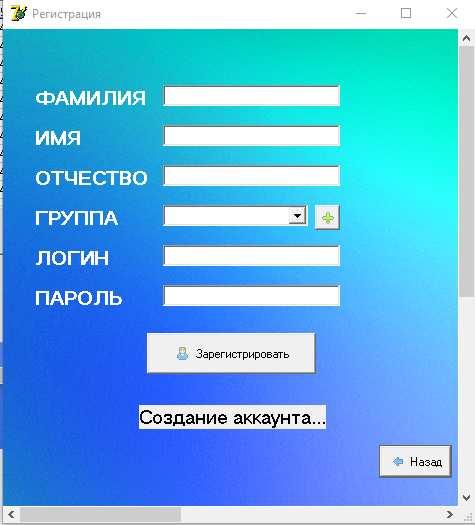 Регистрация
ФАМИЛИЯ
ИМЯ
ОТЧЕСТВО
ГРУППА
ЛОГИН
ПАРОЛЬ
Зарегистрировать
Создание аккаунта...
Назад